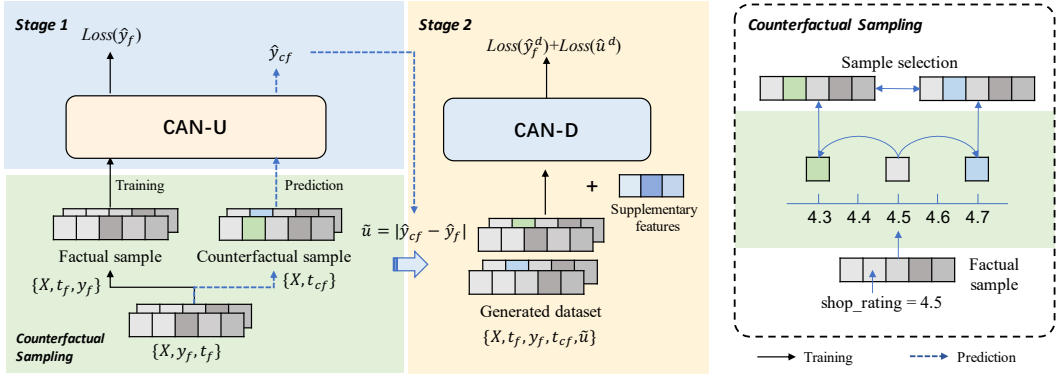 Stage 1
Loss(ŷ_f)
ŷ_cf
CAN-U
Training
Prediction
Factual sample
Counterfactual sample
{X, t_f, y_f}
{X, t_cf}
Counterfactual
Sampling
{X, y_f, t_f}
Stage 2
Loss(ŷ_f^d)+Loss(û^d)
CAN-D
+
Supplementary
features
ũ = |ŷ_cf − ŷ_f|
Generated dataset
{X, t_f, y_f, t_cf, ũ}
Counterfactual Sampling
Sample selection
4.3 4.4 4.5 4.6 4.7
Factual
sample
shop_rating = 4.5
Training
Prediction